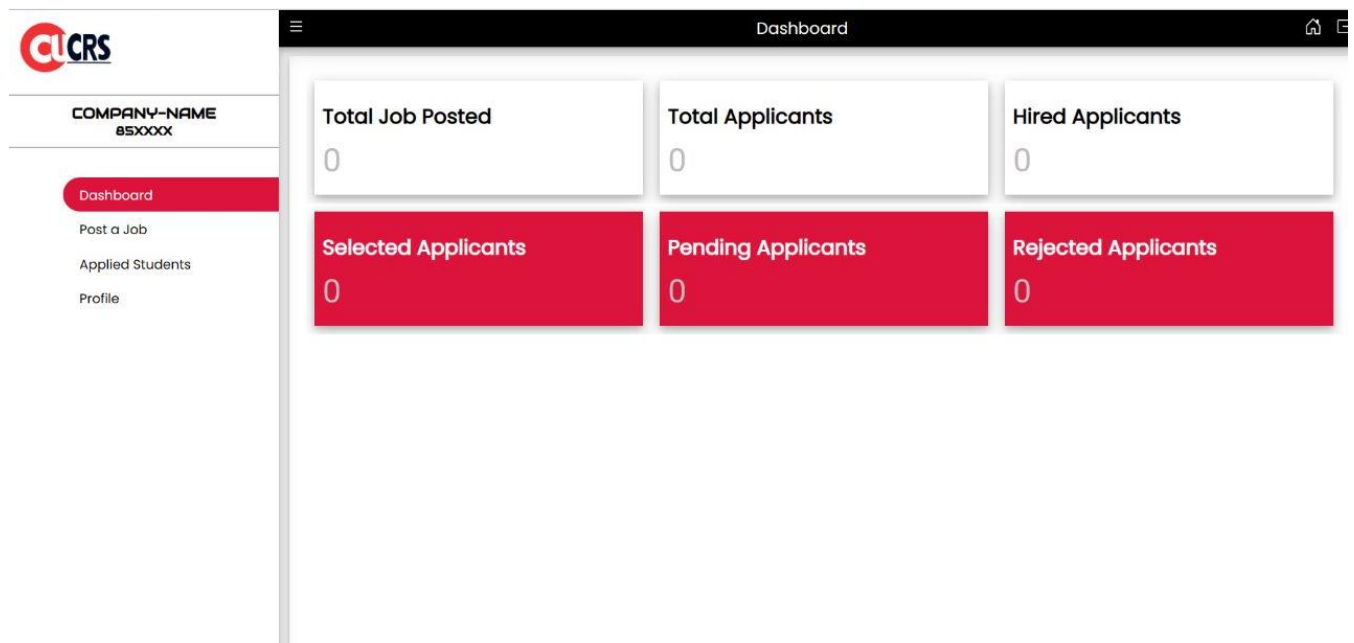 CUCRS
COMPANY-NAME
85XXXX
Dashboard
Post a Job
Applied Students
Profile
Dashboard
Total Job Posted
0
Total Applicants
0
Hired Applicants
0
Selected Applicants
0
Pending Applicants
0
Rejected Applicants
0